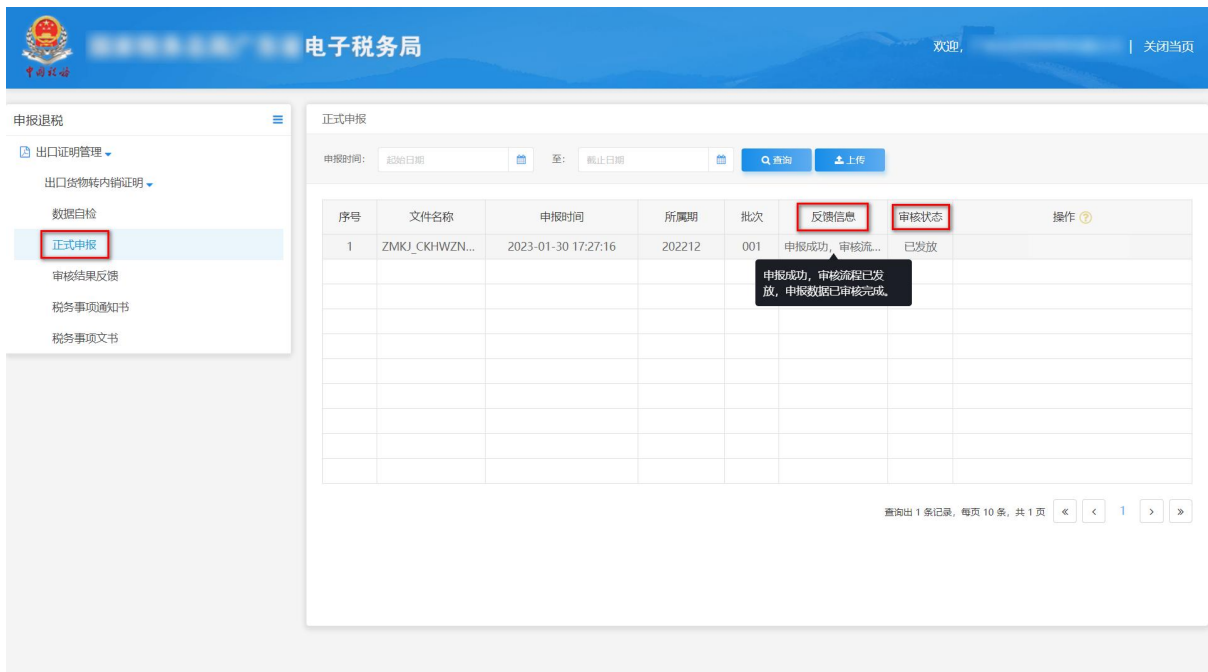 电子税务局
欢迎,
| 关闭当页
中国税务
申报退税
出口证明管理
出口货物转内销证明
数据自检
正式申报
审核结果反馈
税务事项通知书
税务事项文书
正式申报
申报时间: 起始日期 至: 截止日期 查询 上传
序号 文件名称 申报时间 所属期 批次 反馈信息 审核状态 操作 ?
1 ZMKJ_CKHWZN... 2023-01-30 17:27:16 202212 001 申报成功，审核流... 已发放
申报成功，审核流程已发
放，申报数据已审核完成。
查询出 1 条记录, 每页 10 条, 共 1 页 « < 1 > »